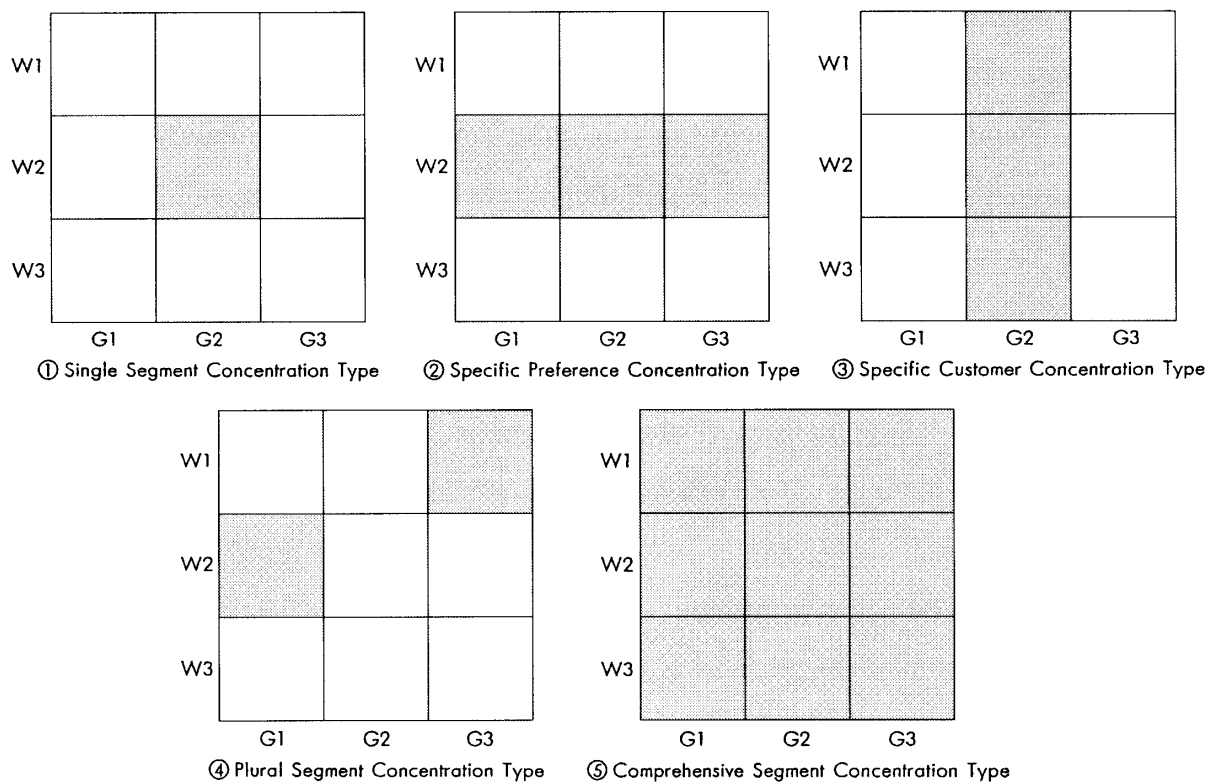 W1
W2
W3
G1 G2 G3
① Single Segment Concentration Type
W1
W2
W3
G1 G2 G3
② Specific Preference Concentration Type
W1
W2
W3
G1 G2 G3
③ Specific Customer Concentration Type
W1
W2
W3
G1 G2 G3
④ Plural Segment Concentration Type
W1
W2
W3
G1 G2 G3
⑤ Comprehensive Segment Concentration Type